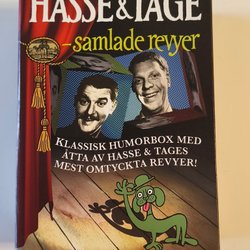 HASSE & TAGE
-samlade revyer
KLASSISK HUMORBOX MED
ÅTTA AV HASSE & TAGES
MEST OMTYCKTA REVYER!